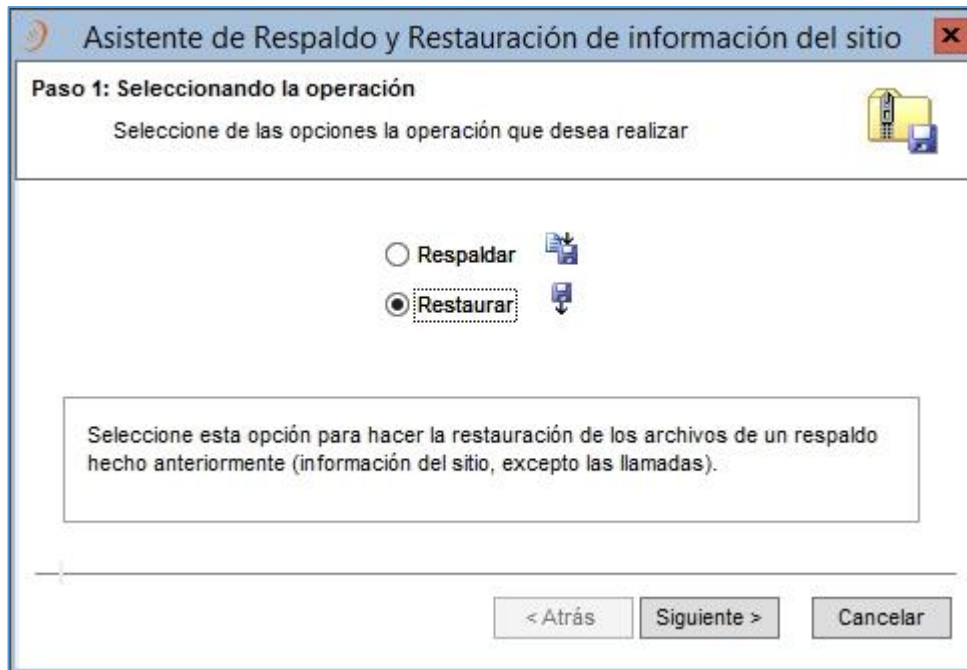 Asistente de Respaldo y Restauración de información del sitio
Paso 1: Seleccionando la operación
Seleccione de las opciones la operación que desea realizar
Respaldar
Restaurar
Seleccione esta opción para hacer la restauración de los archivos de un respaldo
hecho anteriormente (información del sitio, excepto las llamadas).
< Atrás Siguiente > Cancelar